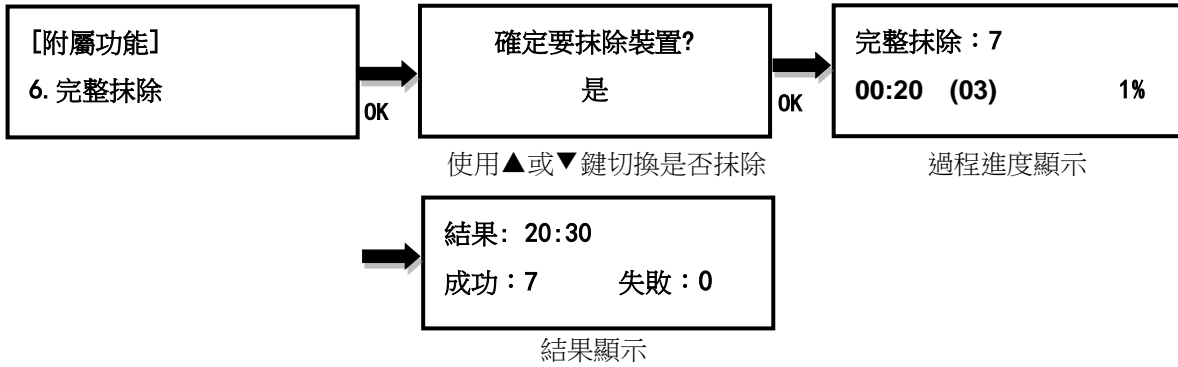 [附屬功能]
6. 完整抹除
OK
確定要抹除裝置?
是
使用▲或▼鍵切換是否抹除
OK
完整抹除：7
00:20 (03) 1%
過程進度顯示
結果: 20:30
成功：7 失敗：0
結果顯示